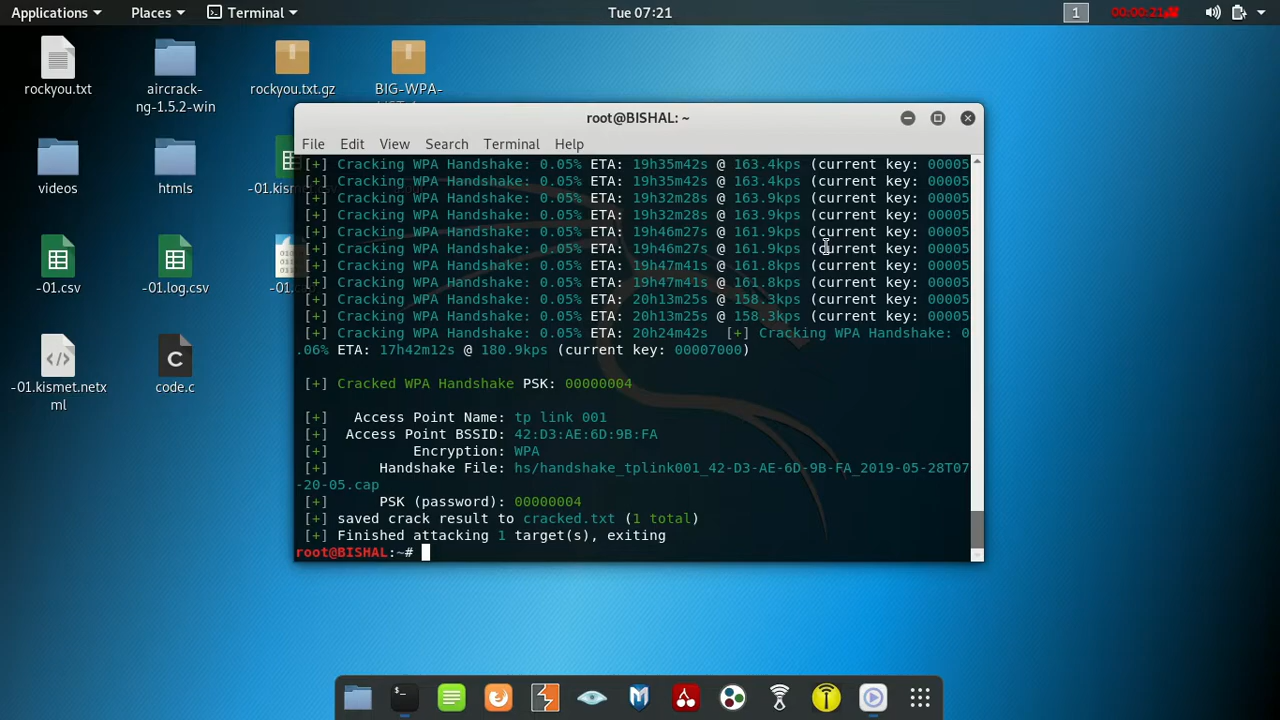 Applications Places Terminal Tue 07:21 1 00:00:21
rockyou.txt
aircrack-
ng-1.5.2-win
rockyou.txt.gz
BIG-WPA-
root@BISHAL: ~
File Edit View Search Terminal Help
videos
htmls
-01.csv
-01.log.csv
-01.kismet.netx
ml
code.c
[+] Cracking WPA Handshake: 0.05% ETA: 19h35m42s @ 163.4kps (current key: 00005
[+] Cracking WPA Handshake: 0.05% ETA: 19h35m42s @ 163.4kps (current key: 00005
[+] Cracking WPA Handshake: 0.05% ETA: 19h32m28s @ 163.9kps (current key: 00005
[+] Cracking WPA Handshake: 0.05% ETA: 19h32m28s @ 163.9kps (current key: 00005
[+] Cracking WPA Handshake: 0.05% ETA: 19h46m27s @ 161.9kps (current key: 00005
[+] Cracking WPA Handshake: 0.05% ETA: 19h46m27s @ 161.9kps (current key: 00005
[+] Cracking WPA Handshake: 0.05% ETA: 19h47m41s @ 161.8kps (current key: 00005
[+] Cracking WPA Handshake: 0.05% ETA: 19h47m41s @ 161.8kps (current key: 00005
[+] Cracking WPA Handshake: 0.05% ETA: 20h13m25s @ 158.3kps (current key: 00005
[+] Cracking WPA Handshake: 0.05% ETA: 20h13m25s @ 158.3kps (current key: 00005
[+] Cracking WPA Handshake: 0.05% ETA: 20h24m42s [+] Cracking WPA Handshake: 0
.06% ETA: 17h42m12s @ 180.9kps (current key: 00007000)
[+] Cracked WPA Handshake PSK: 00000004
[+] Access Point Name: tp link 001
[+] Access Point BSSID: 42:D3:AE:6D:9B:FA
[+] Encryption: WPA
[+] Handshake File: hs/handshake_tplink001_42-D3-AE-6D-9B-FA_2019-05-28T07
-20-05.cap
[+] PSK (password): 00000004
[+] saved crack result to cracked.txt (1 total)
[+] Finished attacking 1 target(s), exiting
root@BISHAL:~#